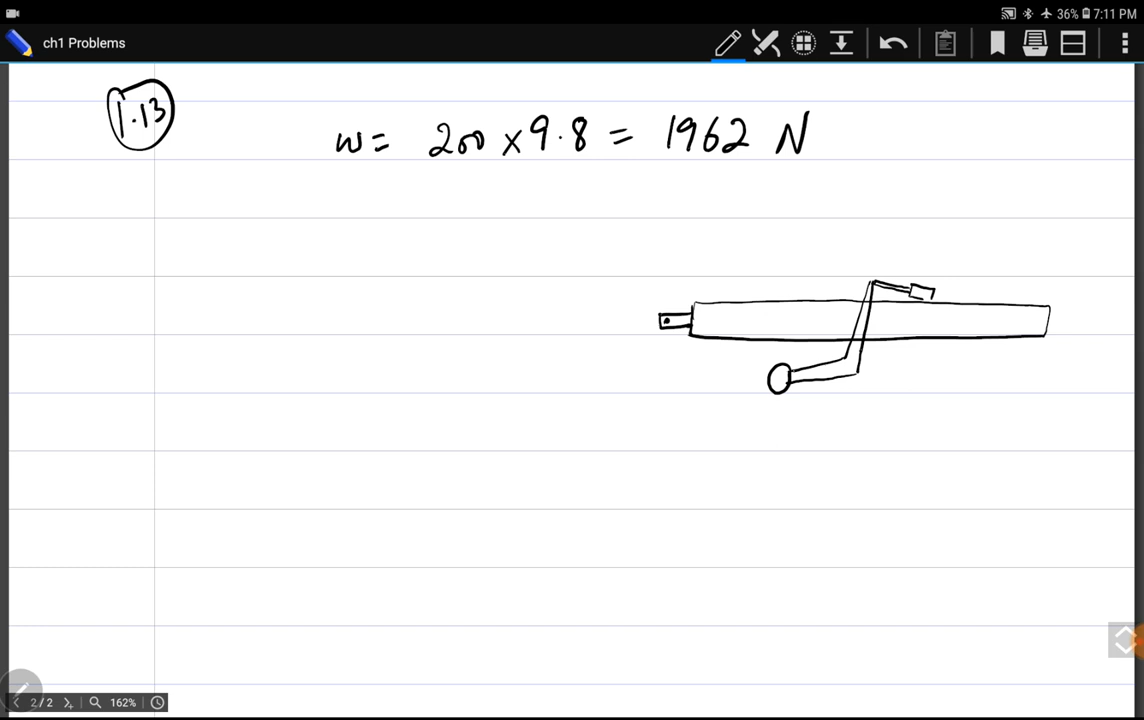 36% 7:11 PM
ch1 Problems
1.13
w = 200 × 9.8 = 1962 N
2 / 2 162%